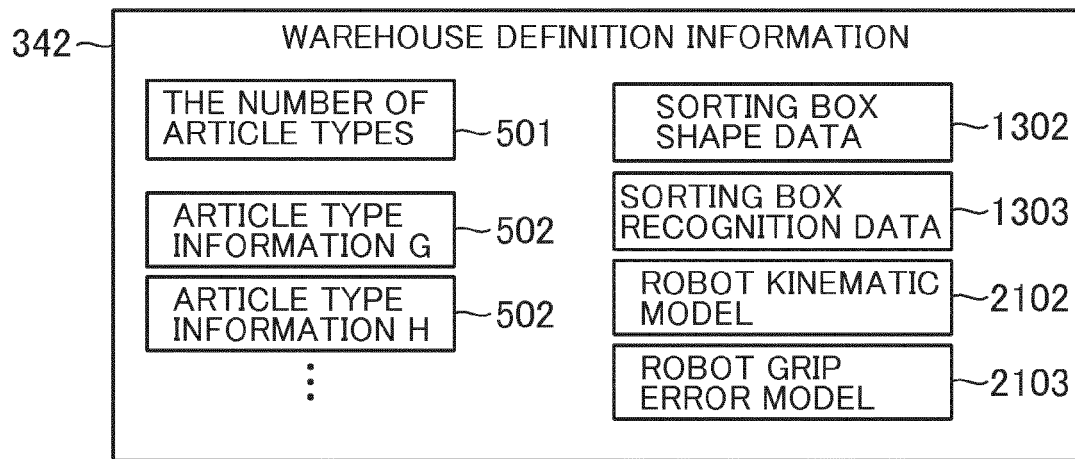 342
WAREHOUSE DEFINITION INFORMATION
THE NUMBER OF
ARTICLE TYPES
501
ARTICLE TYPE
INFORMATION G
502
ARTICLE TYPE
INFORMATION H
502
SORTING BOX
SHAPE DATA
1302
SORTING BOX
RECOGNITION DATA
1303
ROBOT KINEMATIC
MODEL
2102
ROBOT GRIP
ERROR MODEL
2103